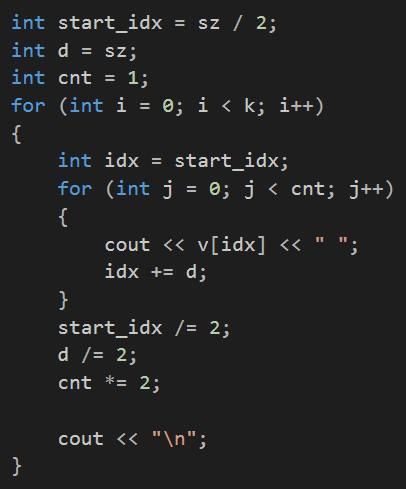 int start_idx = sz / 2;
int d = sz;
int cnt = 1;
for (int i = 0; i < k; i++)
{
    int idx = start_idx;
    for (int j = 0; j < cnt; j++)
    {
        cout << v[idx] << " ";
        idx += d;
    }
    start_idx /= 2;
    d /= 2;
    cnt *= 2;

    cout << "\n";
}